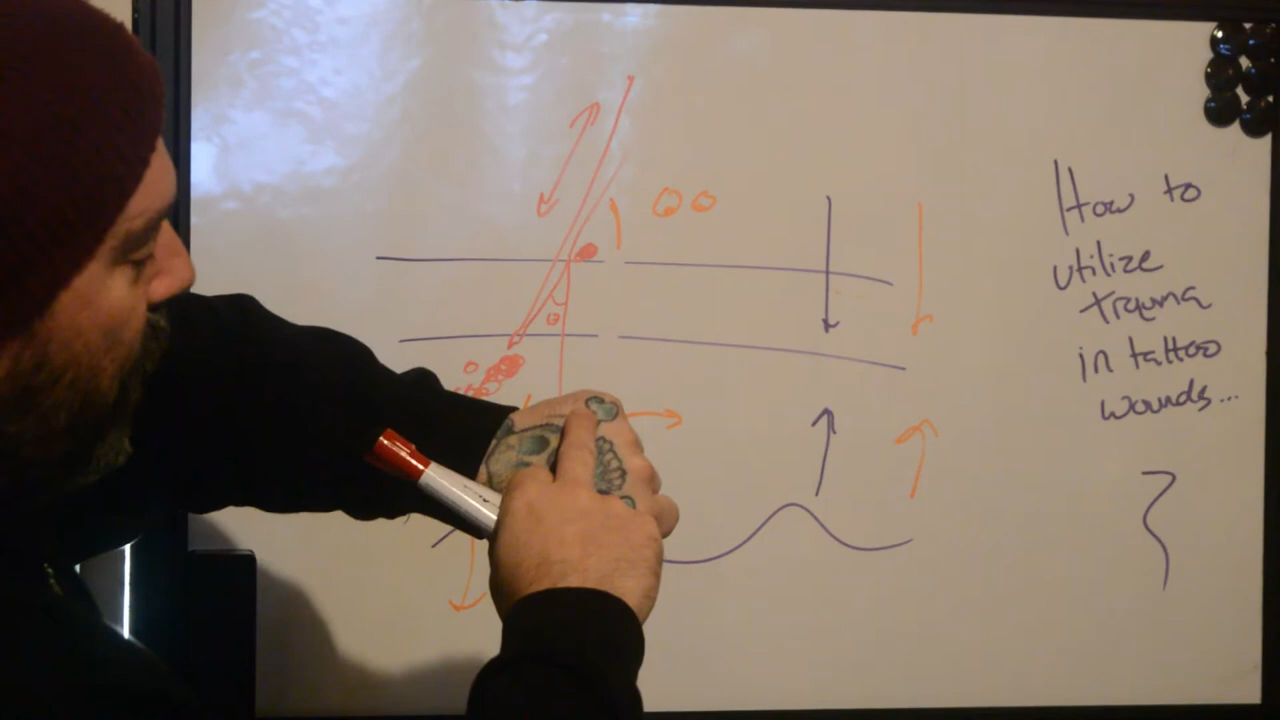 How to
utilize
trauma
in tattoo
wounds...